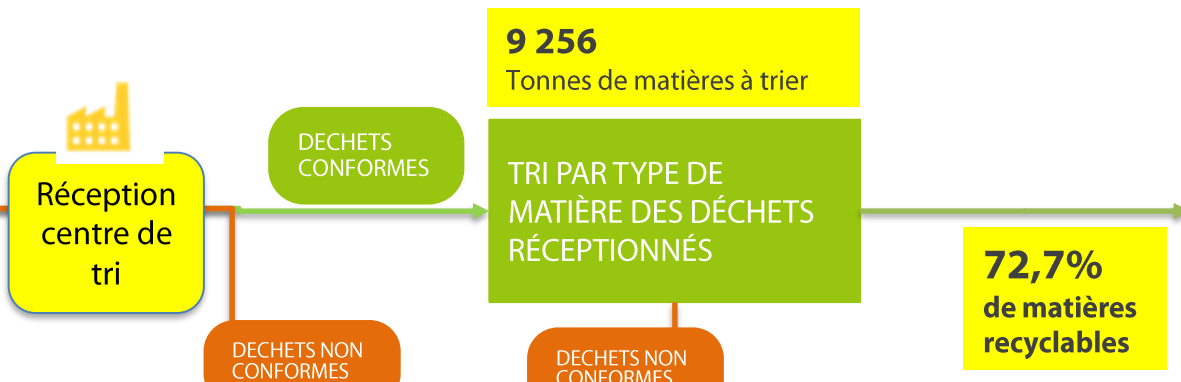 9 256
Tonnes de matières à trier
DECHETS
CONFORMES
Réception
centre de
tri
TRI PAR TYPE DE
MATIÈRE DES DÉCHETS
RÉCEPTIONNÉS
72,7%
de matières
recyclables
DECHETS NON
CONFORMES
DECHETS NON
CONFORMES